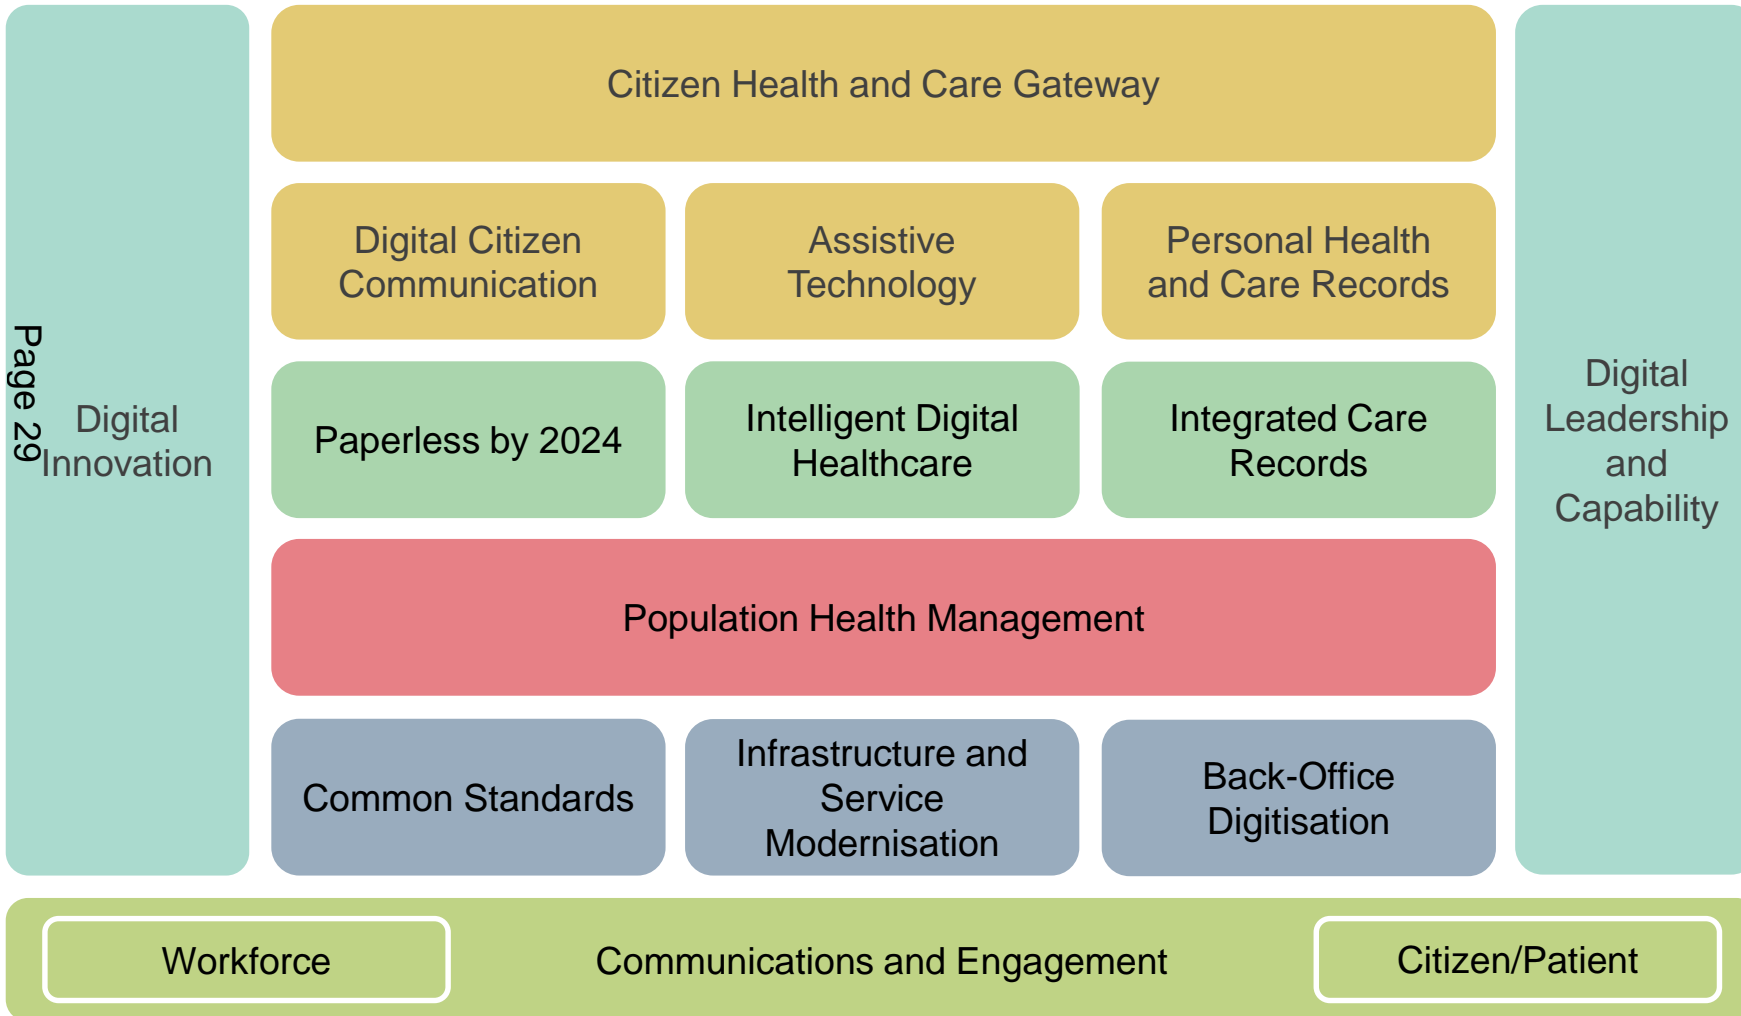 Citizen Health and Care Gateway
Digital Citizen
Communication
Assistive
Technology
Personal Health
and Care Records
Page 29
Digital
Innovation
Paperless by 2024
Intelligent Digital
Healthcare
Integrated Care
Records
Digital
Leadership
and
Capability
Population Health Management
Common Standards
Infrastructure and
Service
Modernisation
Back-Office
Digitisation
Workforce
Communications and Engagement
Citizen/Patient